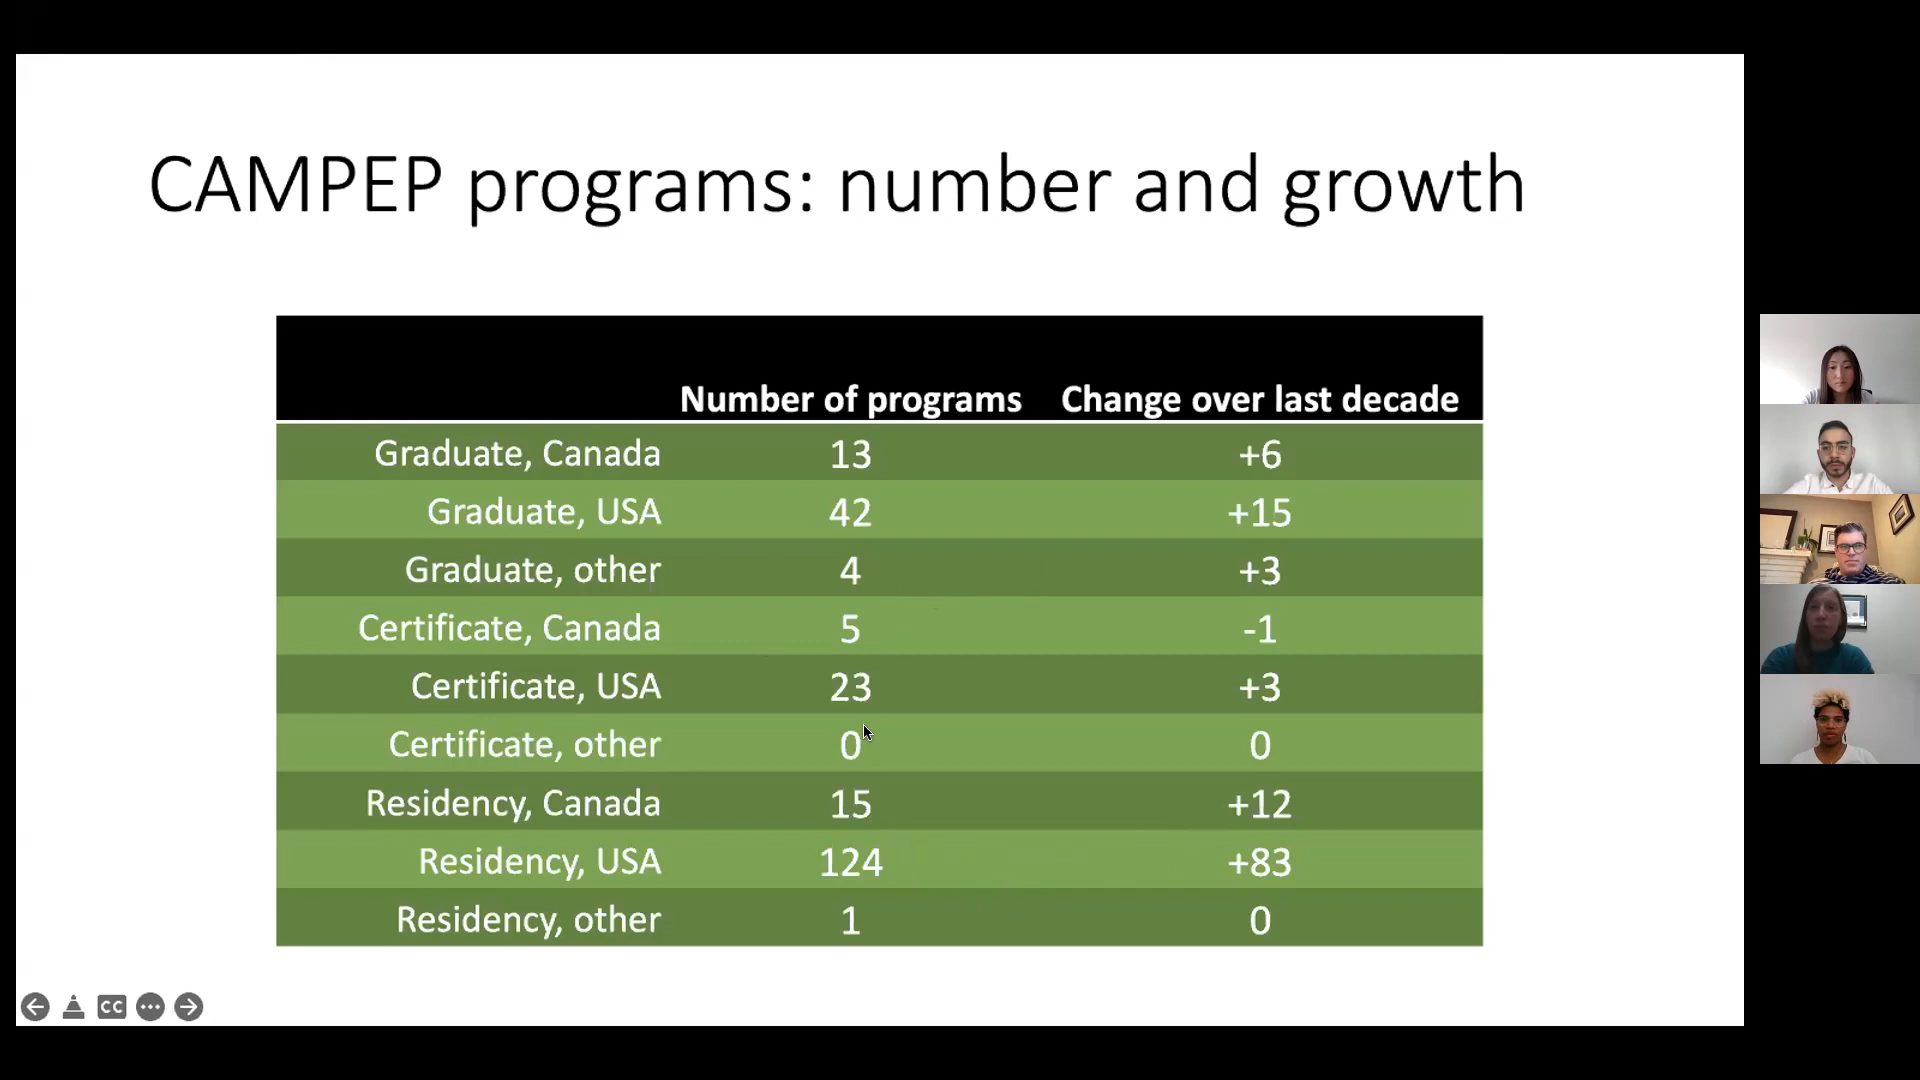 CAMPEP programs: number and growth
Number of programs Change over last decade
Graduate, Canada 13 +6
Graduate, USA 42 +15
Graduate, other 4 +3
Certificate, Canada 5 -1
Certificate, USA 23 +3
Certificate, other 0 0
Residency, Canada 15 +12
Residency, USA 124 +83
Residency, other 1 0
CC